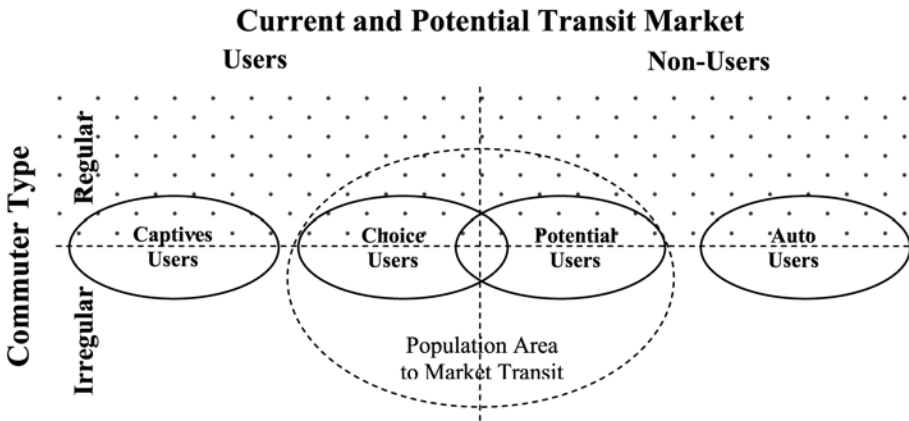 Current and Potential Transit Market
Users
Non-Users
Commuter Type
Regular
Irregular
Captives
Users
Choice
Users
Potential
Users
Auto
Users
Population Area
to Market Transit